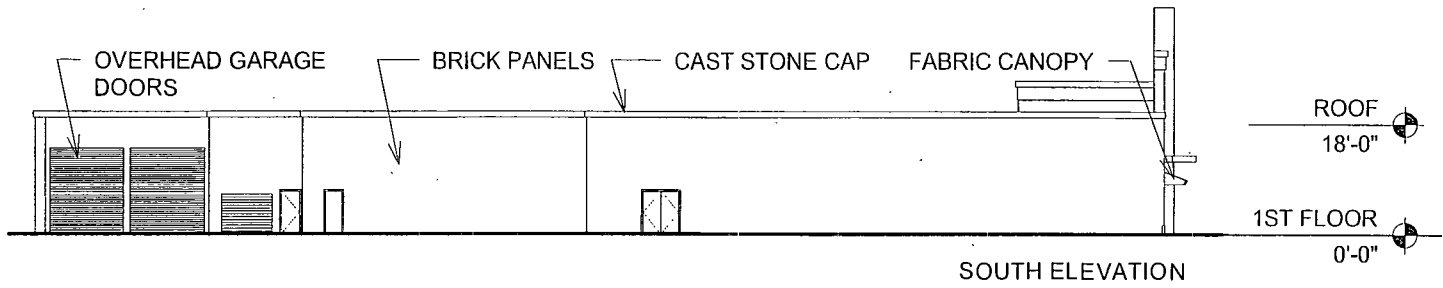 OVERHEAD GARAGE
DOORS
BRICK PANELS
CAST STONE CAP
FABRIC CANOPY
ROOF
18'-0"
1ST FLOOR
0'-0"
SOUTH ELEVATION